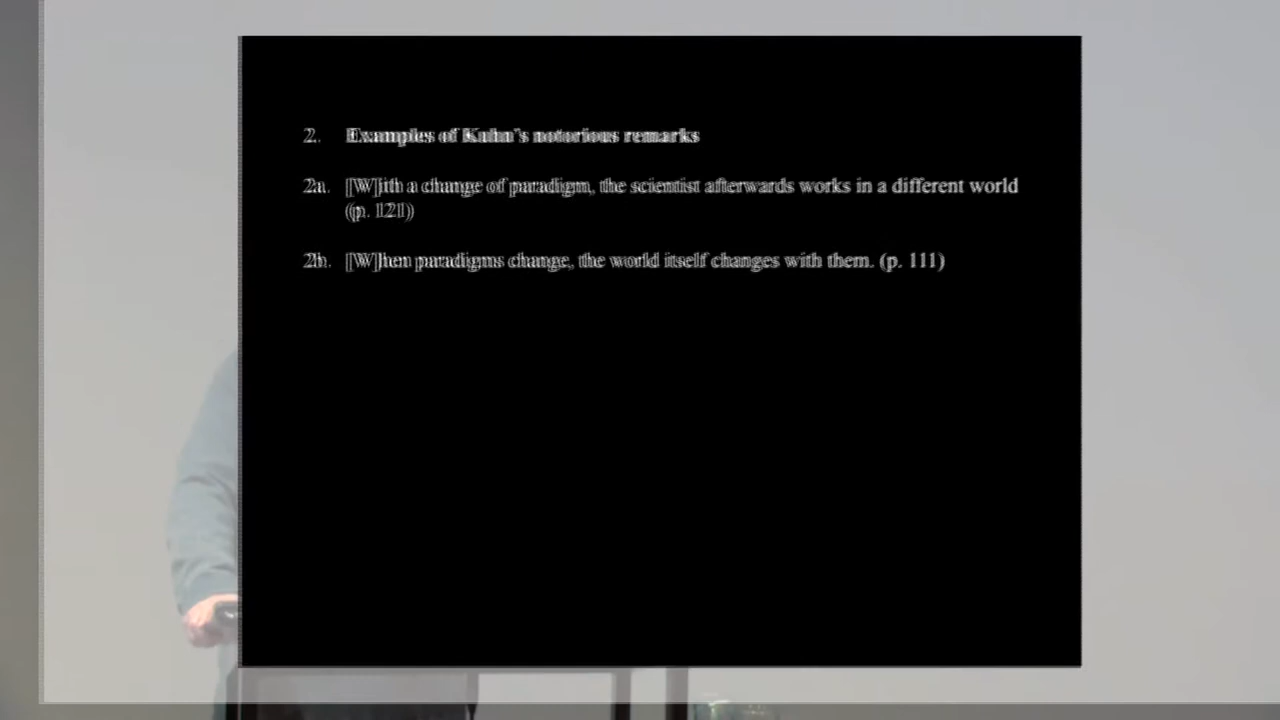 2. Examples of Kuhn's notorious remarks
2a. [W]ith a change of paradigm, the scientist afterwards works in a different world
(p. 121)
2b. [W]hen paradigms change, the world itself changes with them. (p. 111)